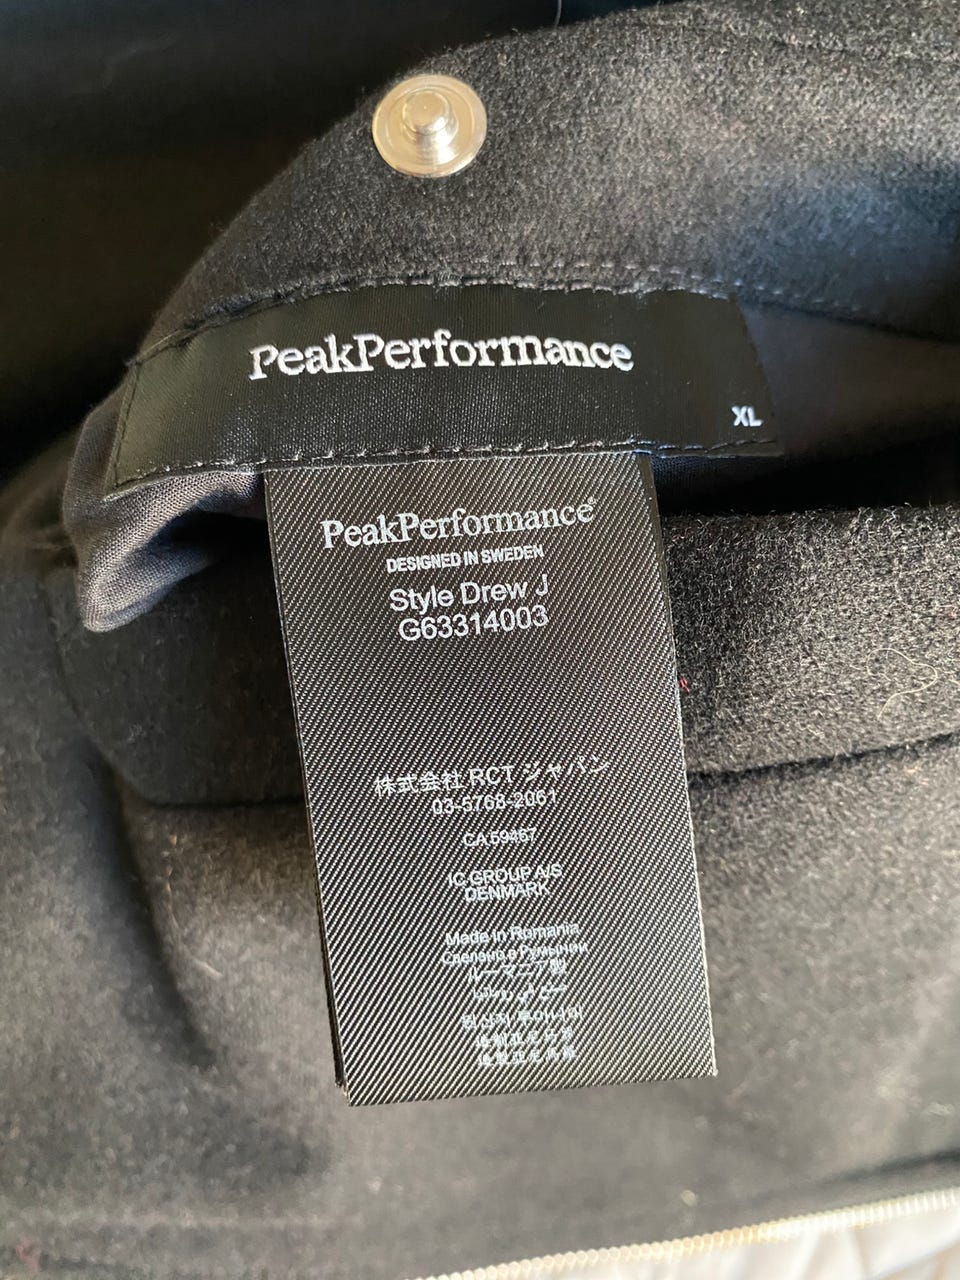 PeakPerformance
XL
PeakPerformance®
DESIGNED IN SWEDEN
Style Drew J
G63314003
株式会社 RCT ジャパン
03-5768-2061
CA 59467
IC GROUP A/S
DENMARK
Made in Romania
Сделано в Румынии
ルーマニア製